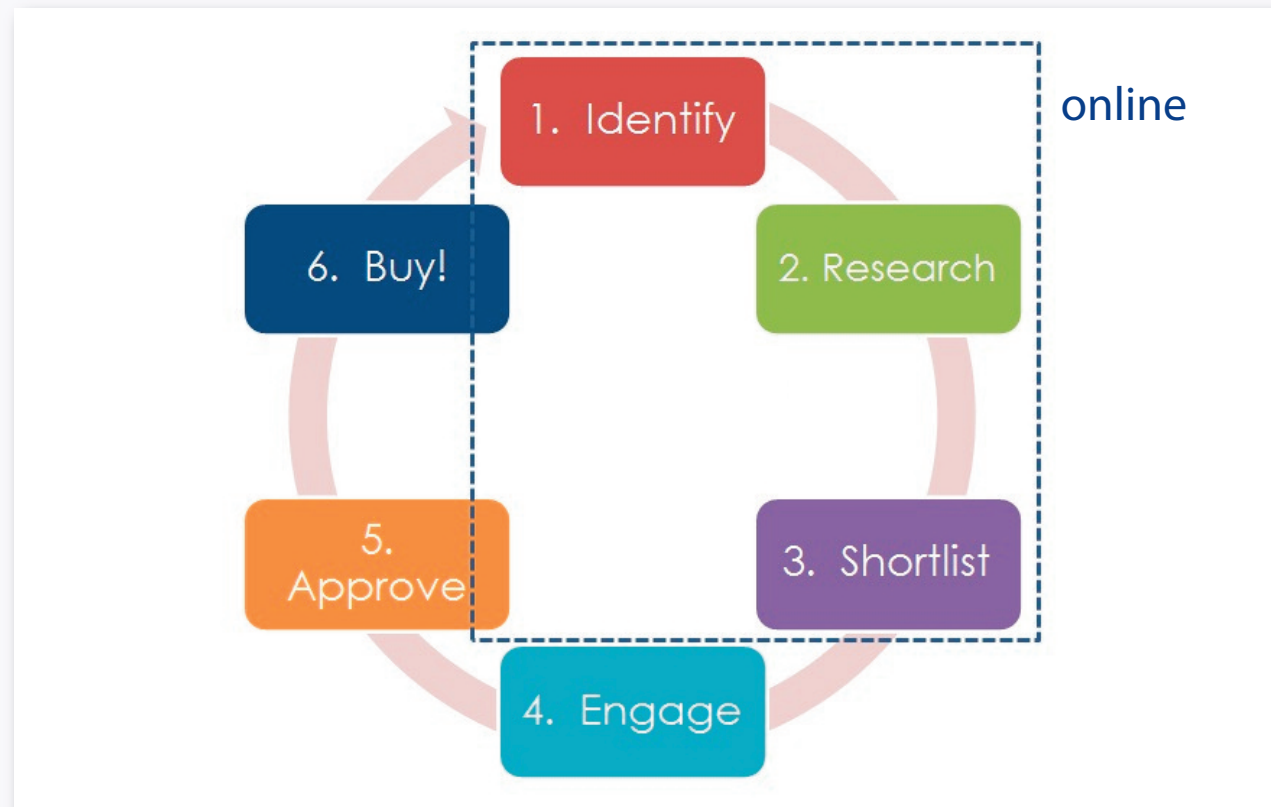 1. Identify
online
2. Research
3. Shortlist
4. Engage
5.
Approve
6. Buy!